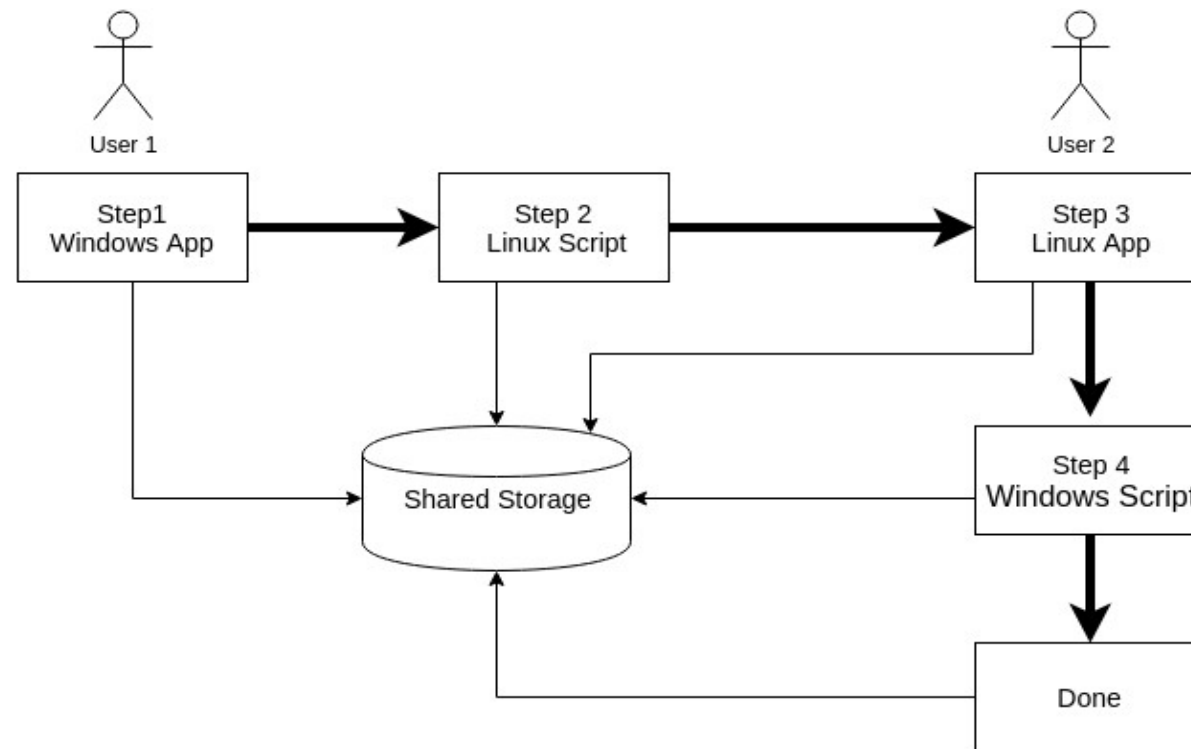 User 1
User 2
Step1
Windows App
Step 2
Linux Script
Step 3
Linux App
Shared Storage
Step 4
Windows Script
Done